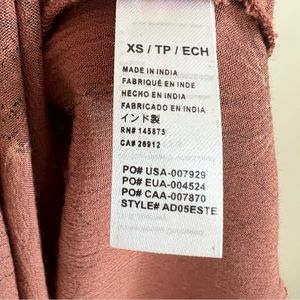 XS / TP / ECH
MADE IN INDIA
FABRIQUÉ EN INDE
HECHO EN INDIA
FABRICADO EN INDIA
インド製
RN# 145875
CA# 26912
PO# USA-007929
PO# EUA-004524
PO# CAA-007870
STYLE# AD05ESTE